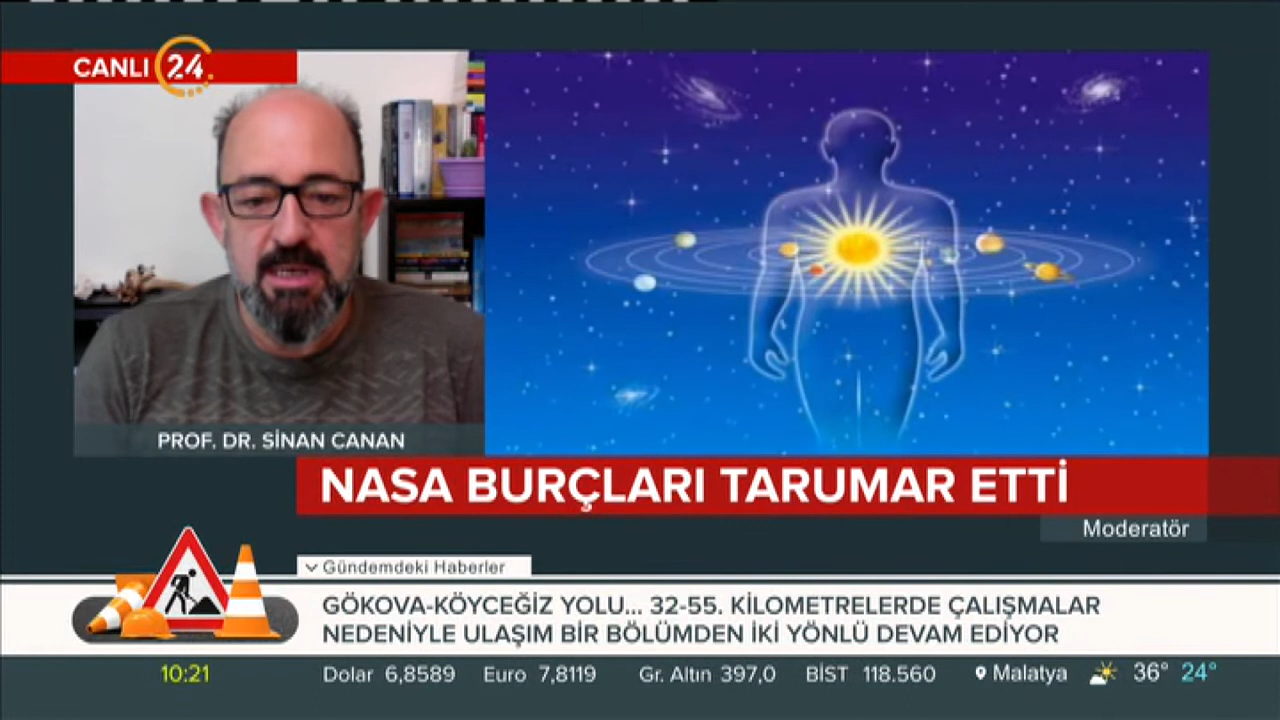 CANLI 24
PROF. DR. SİNAN CANAN
NASA BURÇLARI TARUMAR ETTİ
Moderatör
Gündemdeki Haberler
GÖKOVA-KÖYCEĞİZ YOLU... 32-55. KİLOMETRELERDE ÇALIŞMALAR
NEDENİYLE ULAŞIM BİR BÖLÜMDEN İKİ YÖNLÜ DEVAM EDİYOR
10:21 Dolar 6,8589 Euro 7,8119 Gr. Altın 397,0 BİST 118.560 Malatya 36° 24°